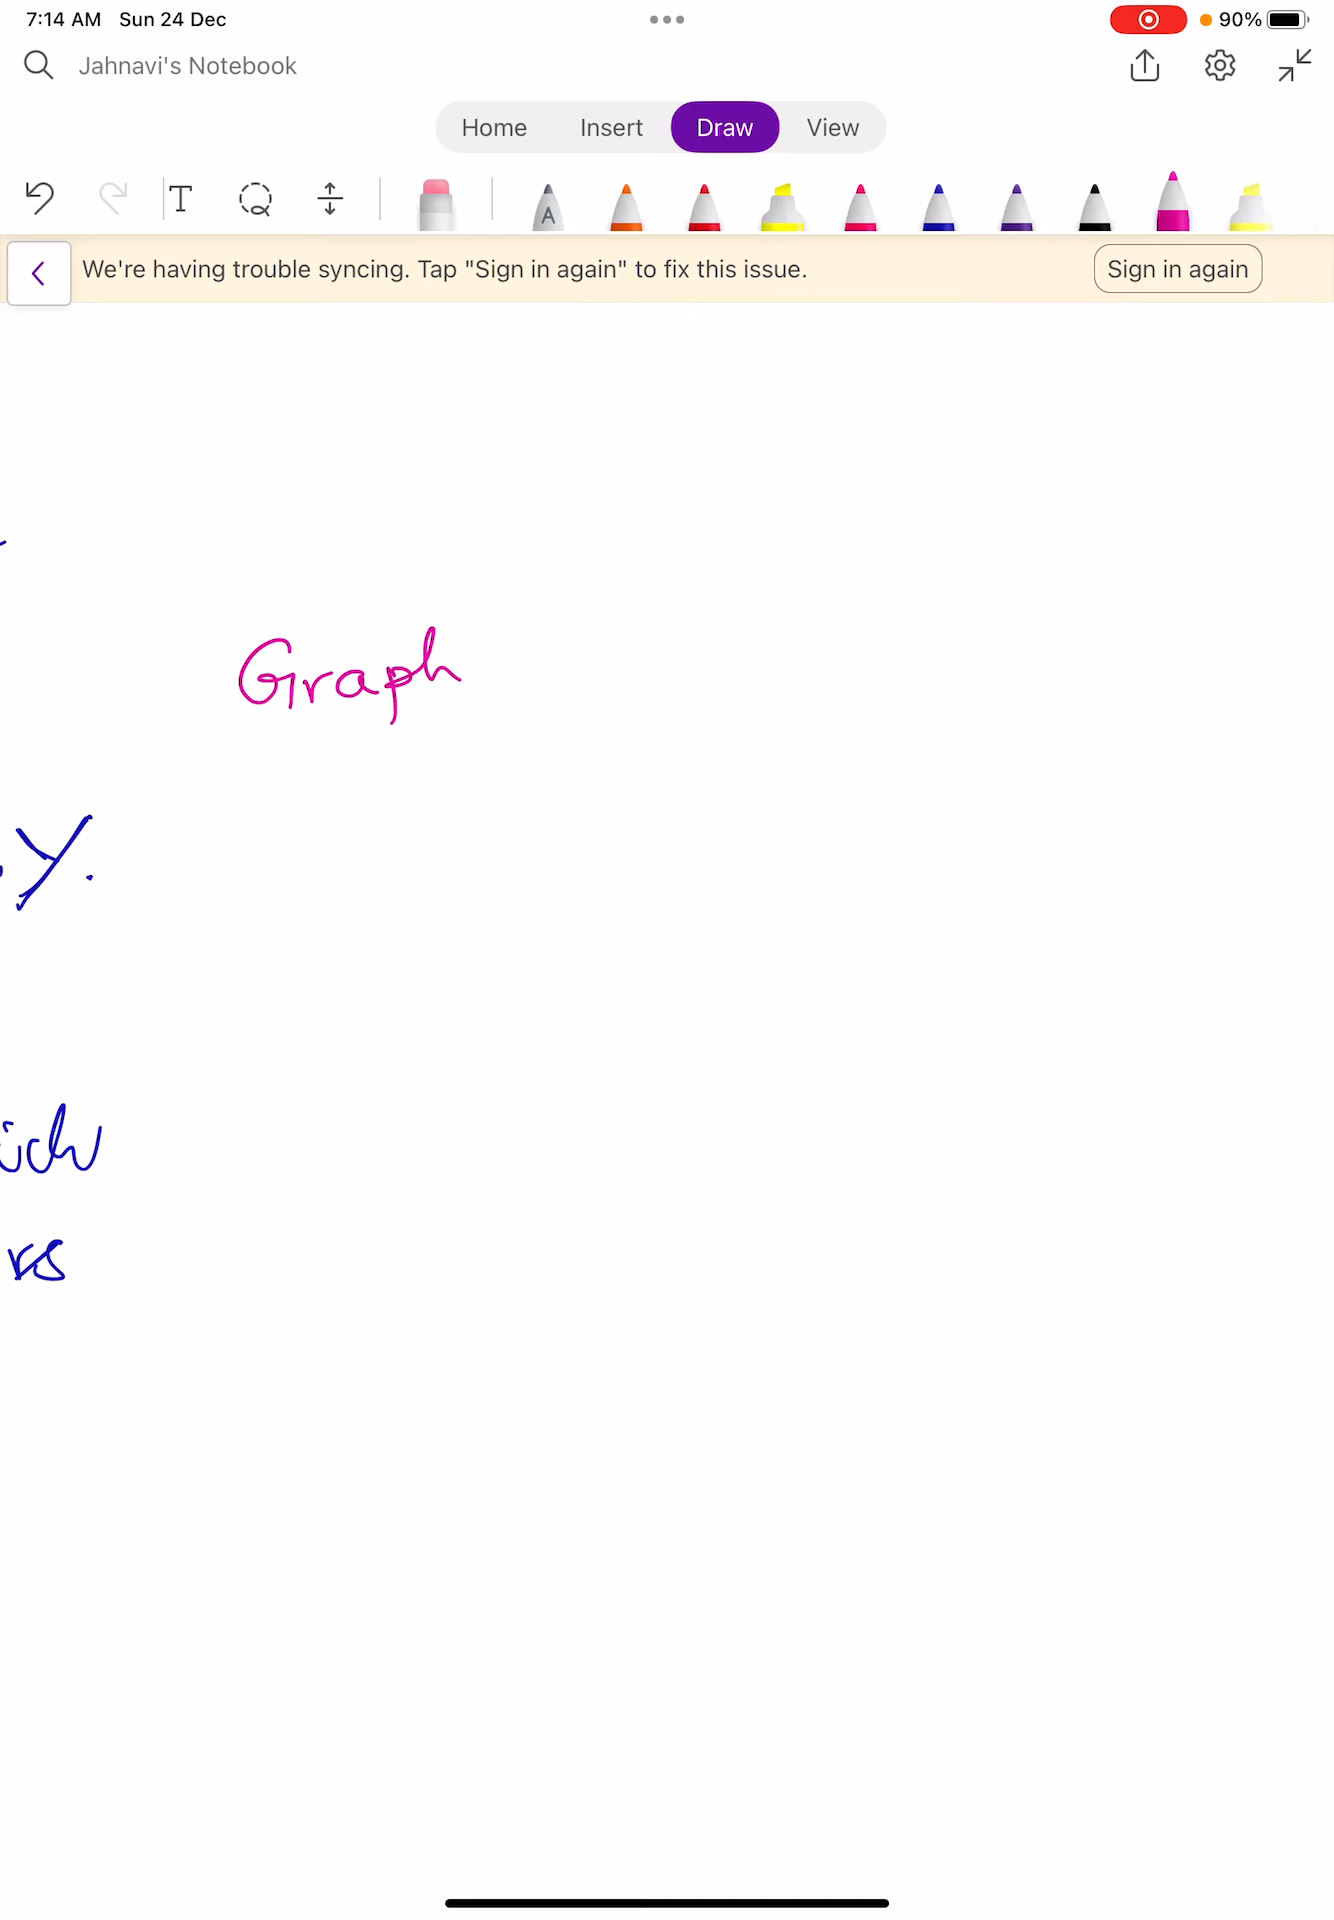 7:14 AM Sun 24 Dec 90%
Jahnavi's Notebook
Home Insert Draw View
T A
We're having trouble syncing. Tap "Sign in again" to fix this issue. Sign in again
Graph
Y.
rs